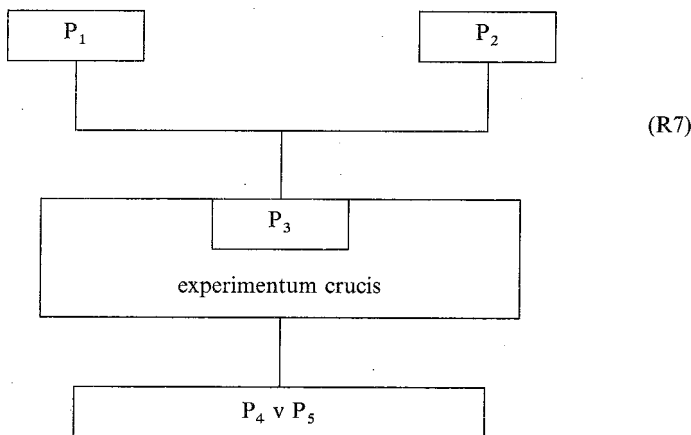 P₁ P₂
(R7)
P₃
experimentum crucis
P₄ v P₅